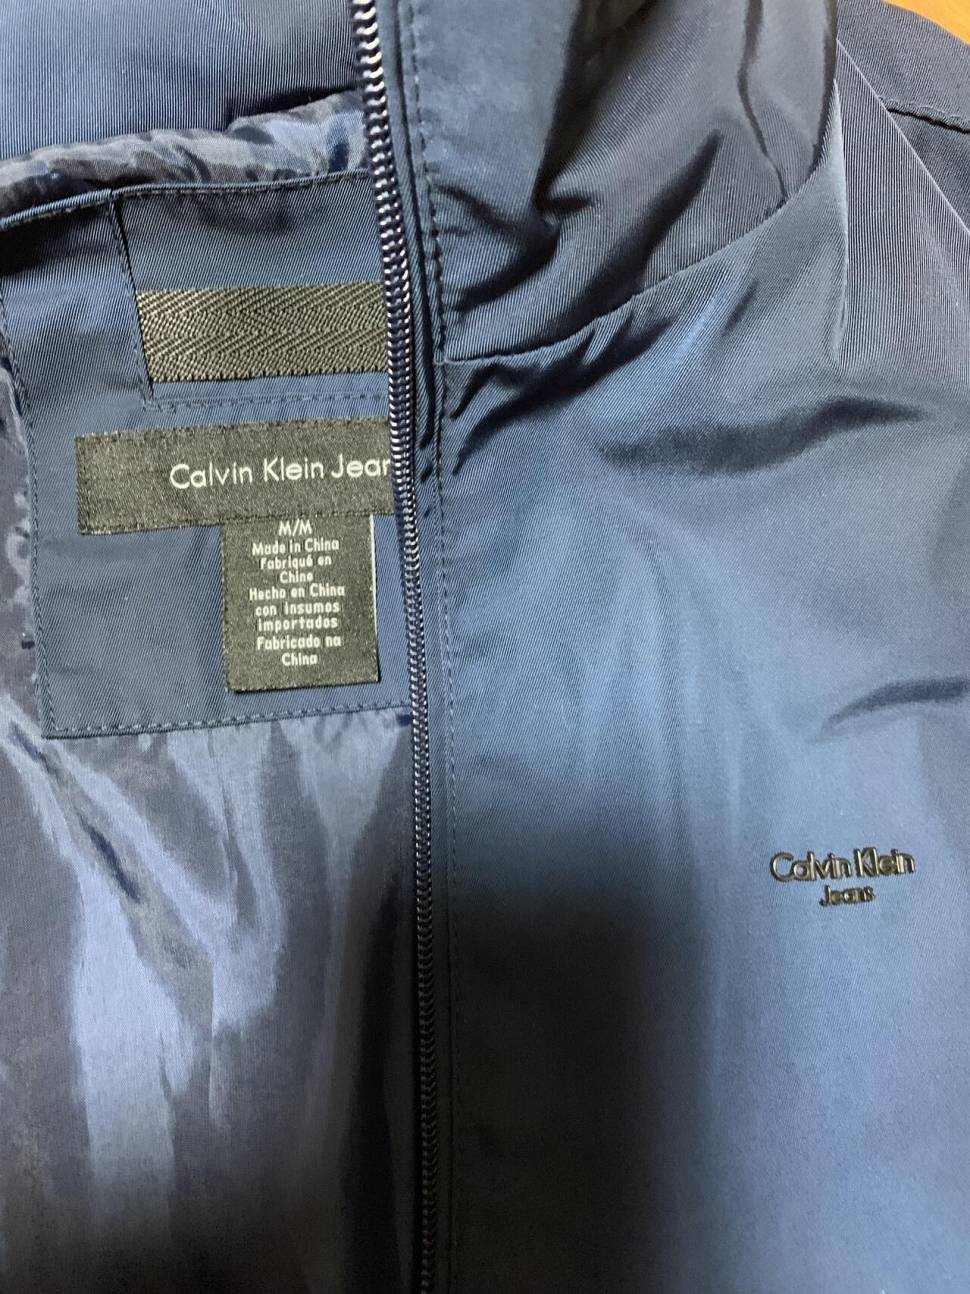 Calvin Klein Jean
M/M
Made in China
Fabriqué en
Chine
Hecho en China
con insumos
importados
Fabricado na
China
Calvin Klein
Jeans